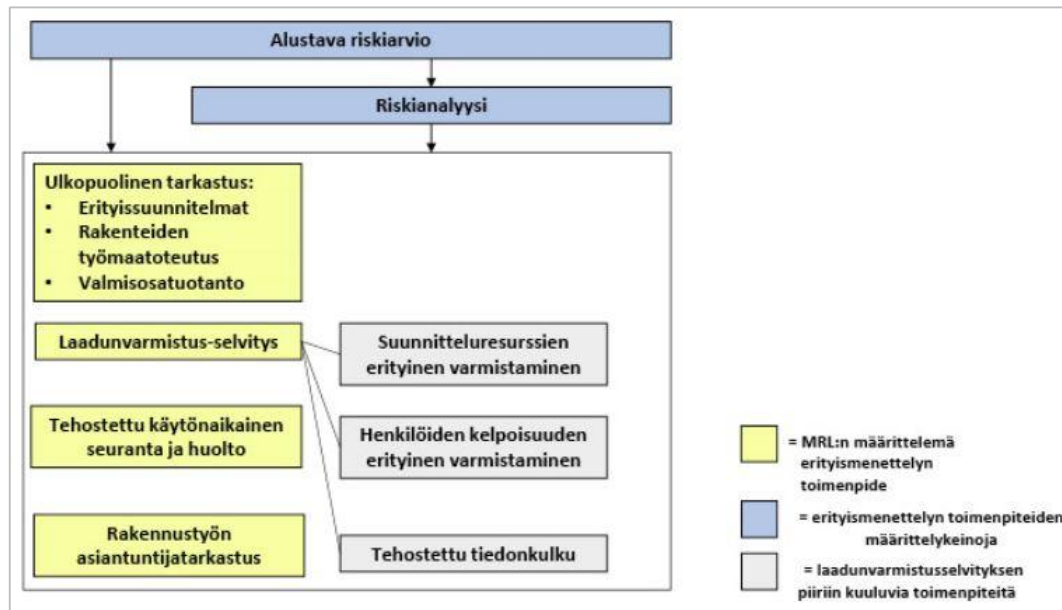 Alustava riskiarvio
Riskianalyysi
Ulkopuolinen tarkastus:
• Erityissuunnitelmat
• Rakenteiden
työmaatoteutus
• Valmisosatuotanto
Laadunvarmistus-selvitys
Suunnitteluresurssien
erityinen varmistaminen
Tehostettu käytönaikainen
seuranta ja huolto
Henkilöiden kelpoisuuden
erityinen varmistaminen
Rakennustyön
asiantuntijatarkastus
Tehostettu tiedonkulku
= MRL:n määrittelemä
erityismenettelyn
toimenpide
= erityismenettelyn toimenpiteiden
määrittelykeinoja
= laadunvarmistusselvityksen
piiriin kuuluvia toimenpiteitä